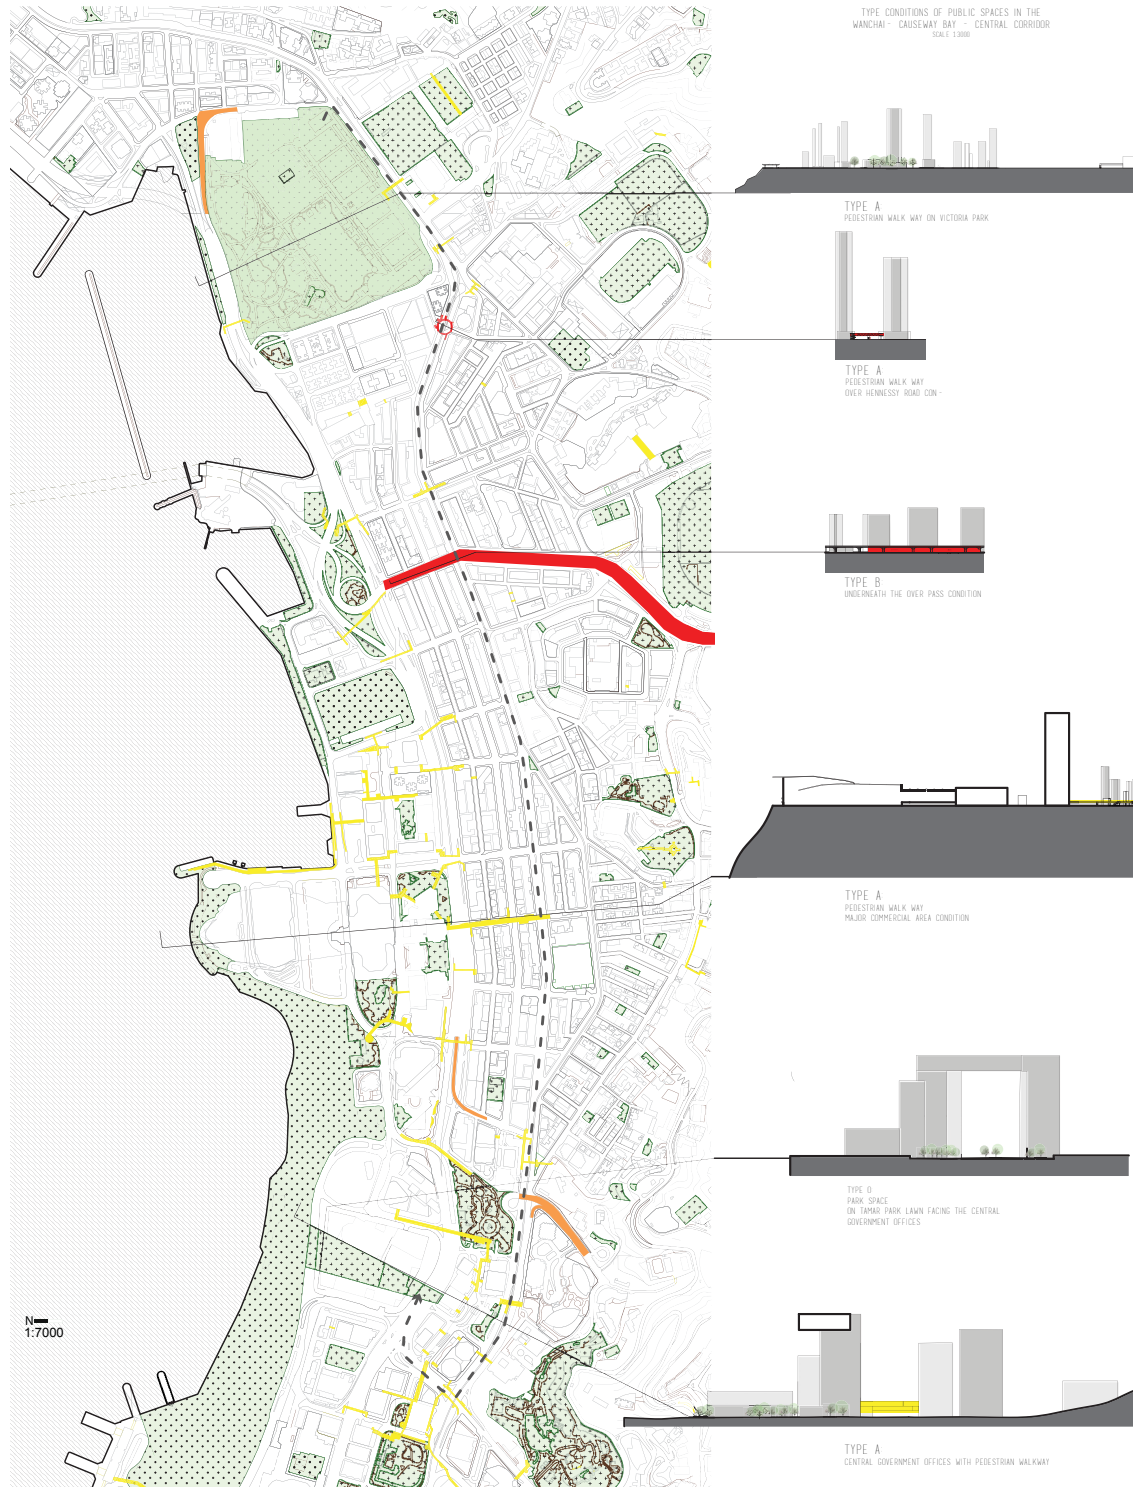 TYPE CONDITIONS OF PUBLIC SPACES IN THE
WANCHAI - CAUSEWAY BAY - CENTRAL CORRIDOR
SCALE 1:3000
TYPE A
PEDESTRIAN WALK WAY ON VICTORIA PARK
TYPE A
PEDESTRIAN WALK WAY
OVER HENNESSY ROAD CON -
TYPE B
UNDERNEATH THE OVER PASS CONDITION
TYPE A
PEDESTRIAN WALK WAY
MAJOR COMMERCIAL AREA CONDITION
TYPE D
PARK SPACE
ON TAMAR PARK LAWN FACING THE CENTRAL
GOVERNMENT OFFICES
N
1:7000
TYPE A
CENTRAL GOVERNMENT OFFICES WITH PEDESTRIAN WALKWAY